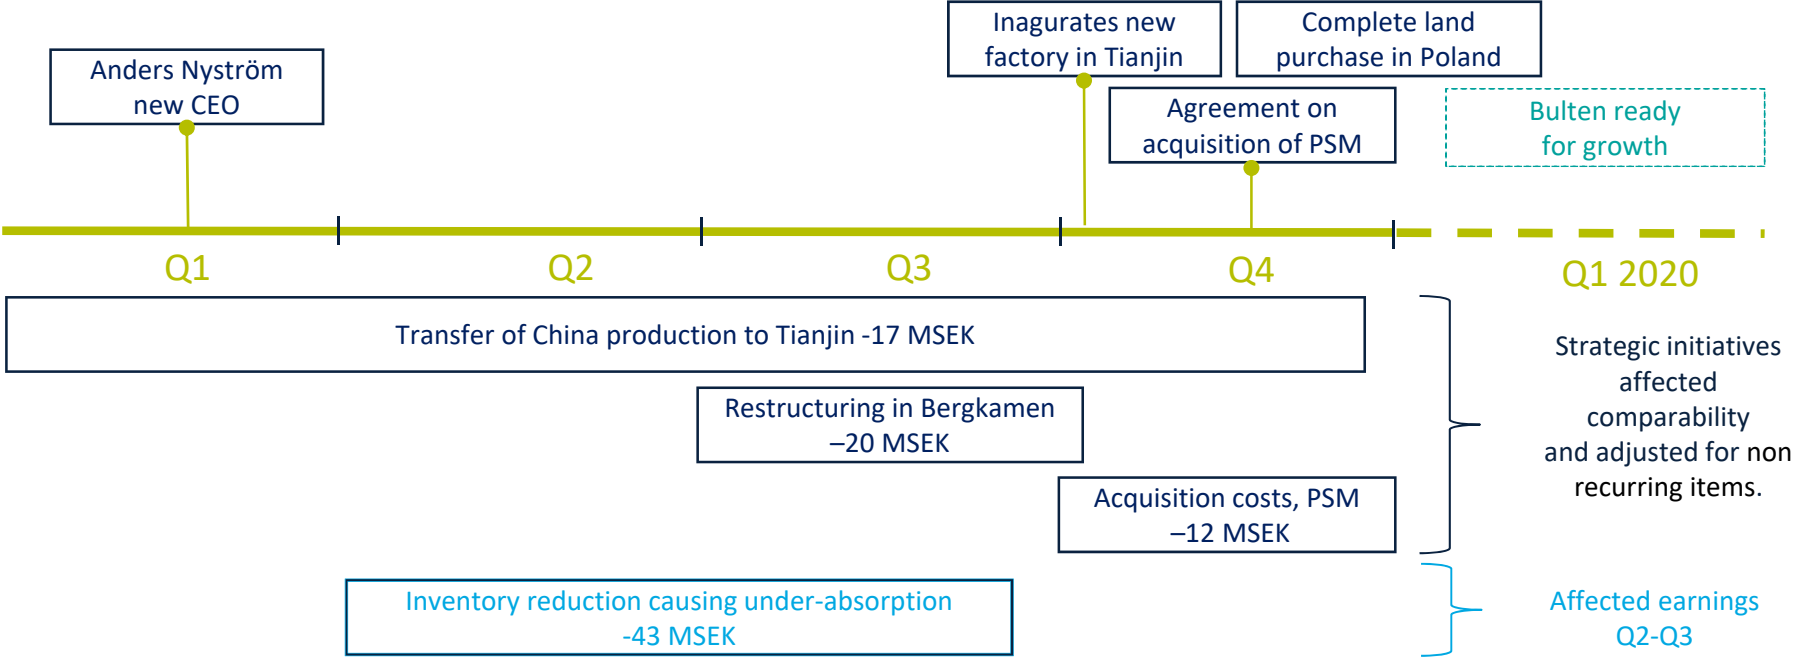 Anders Nyström
new CEO
Inagurates new
factory in Tianjin
Complete land
purchase in Poland
Agreement on
acquisition of PSM
Bulten ready
for growth
Q1
Q2
Q3
Q4
Q1 2020
Transfer of China production to Tianjin -17 MSEK
Restructuring in Bergkamen
–20 MSEK
Acquisition costs, PSM
–12 MSEK
Strategic initiatives
affected
comparability
and adjusted for non
recurring items.
Inventory reduction causing under-absorption
-43 MSEK
Affected earnings
Q2-Q3